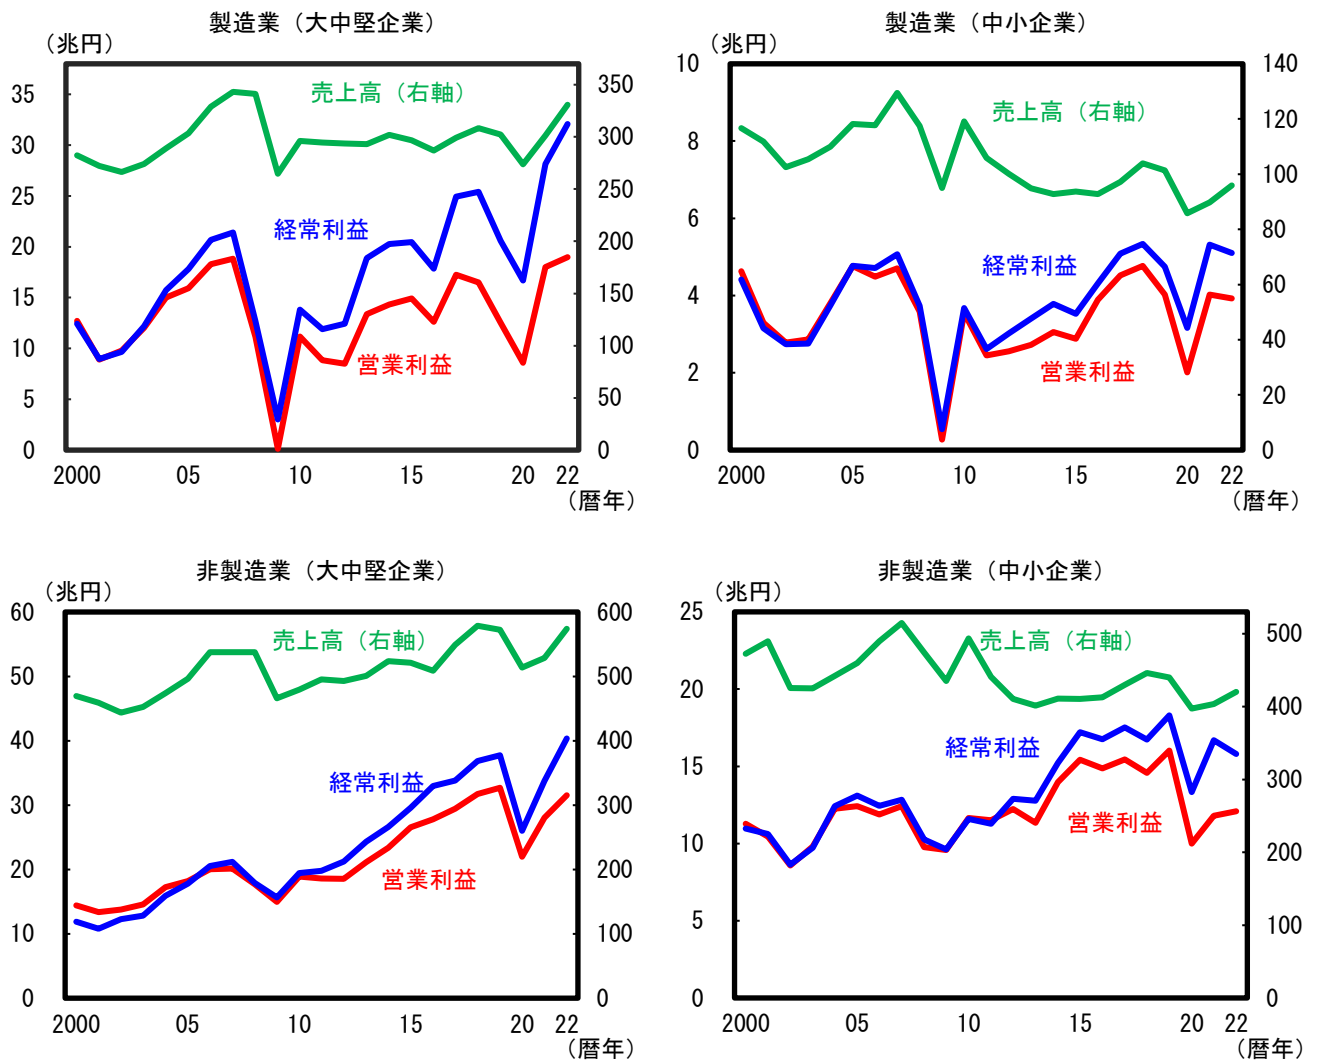 製造業（大中堅企業）
（兆円）
売上高（右軸）
経常利益
営業利益
35
30
25
20
15
10
5
0
350
300
250
200
150
100
50
0
2000 05 10 15 20 22
（暦年）
製造業（中小企業）
（兆円）
売上高（右軸）
経常利益
営業利益
10
8
6
4
2
0
140
120
100
80
60
40
20
0
2000 05 10 15 20 22
（暦年）
非製造業（大中堅企業）
（兆円）
売上高（右軸）
経常利益
営業利益
60
50
40
30
20
10
0
600
500
400
300
200
100
0
2000 05 10 15 20 22
（暦年）
非製造業（中小企業）
（兆円）
売上高（右軸）
経常利益
営業利益
25
20
15
10
5
0
500
400
300
200
100
0
2000 05 10 15 20 22
（暦年）